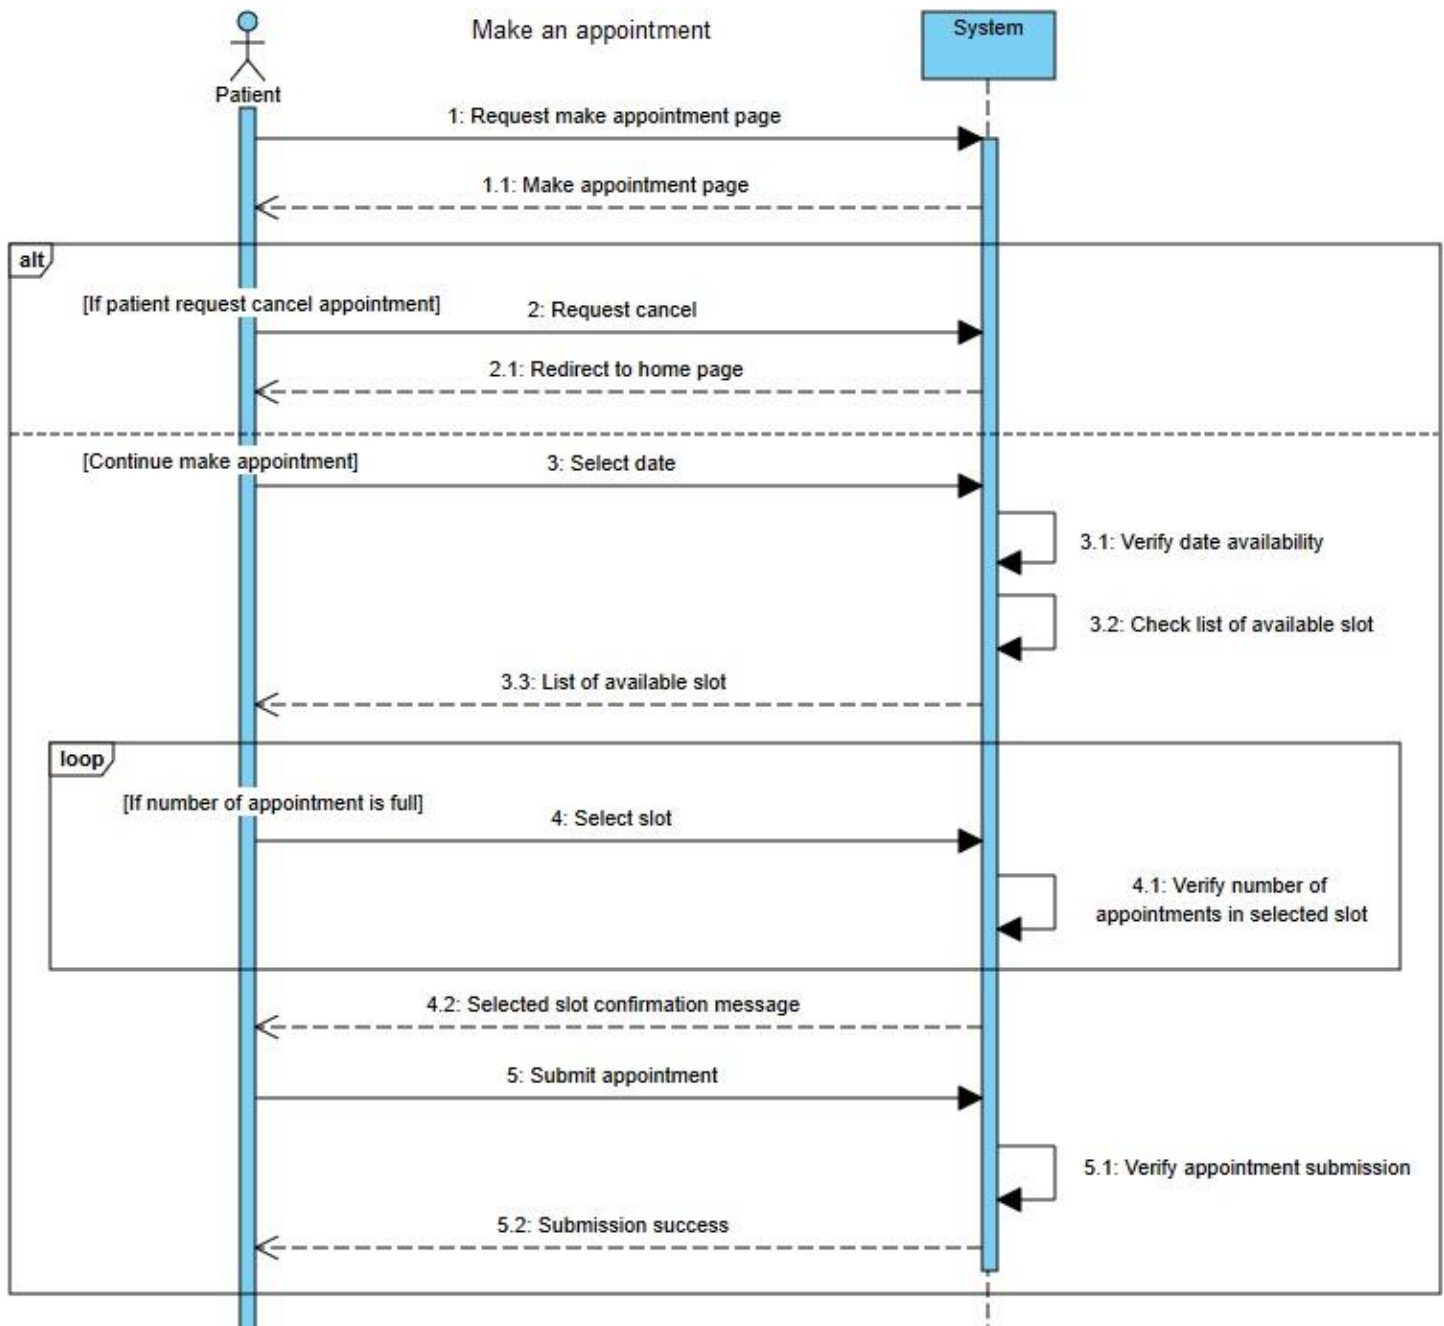 Make an appointment
System
Patient
1: Request make appointment page
1.1: Make appointment page
alt
[If patient request cancel appointment]
2: Request cancel
2.1: Redirect to home page
[Continue make appointment]
3: Select date
3.1: Verify date availability
3.2: Check list of available slot
3.3: List of available slot
loop
[If number of appointment is full]
4: Select slot
4.1: Verify number of
appointments in selected slot
4.2: Selected slot confirmation message
5: Submit appointment
5.1: Verify appointment submission
5.2: Submission success